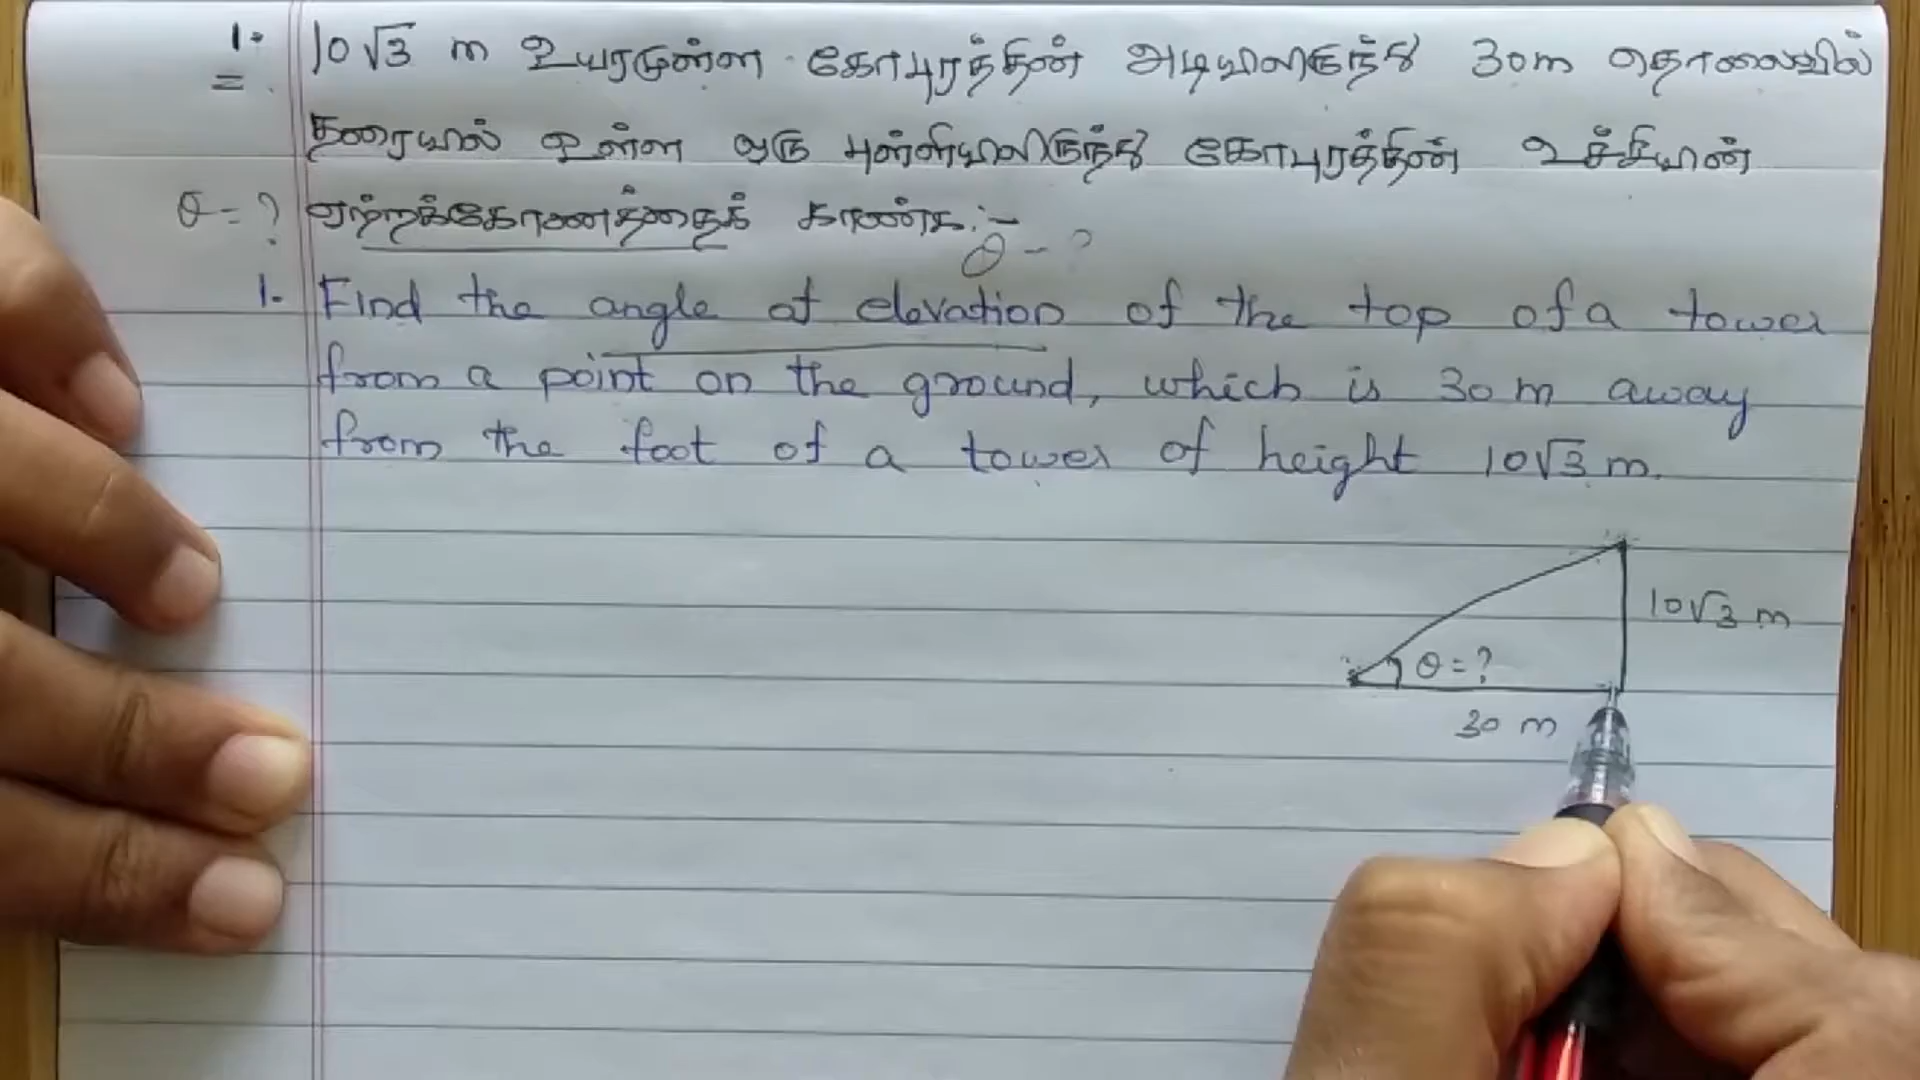 1. 10√3 m உயரமுள்ள கோபுரத்தின் அடியிலிருந்து 30m தொலைவில்
தரையில் உள்ள ஒரு புள்ளியிலிருந்து கோபுரத்தின் உச்சியின்
θ = ? ஏற்றக்கோணத்தைக் காண்க :-
θ - ?
1. Find the angle of elevation of the top of a tower
from a point on the ground, which is 30 m away
from the foot of a tower of height 10√3 m.
10√3 m
θ = ?
30 m